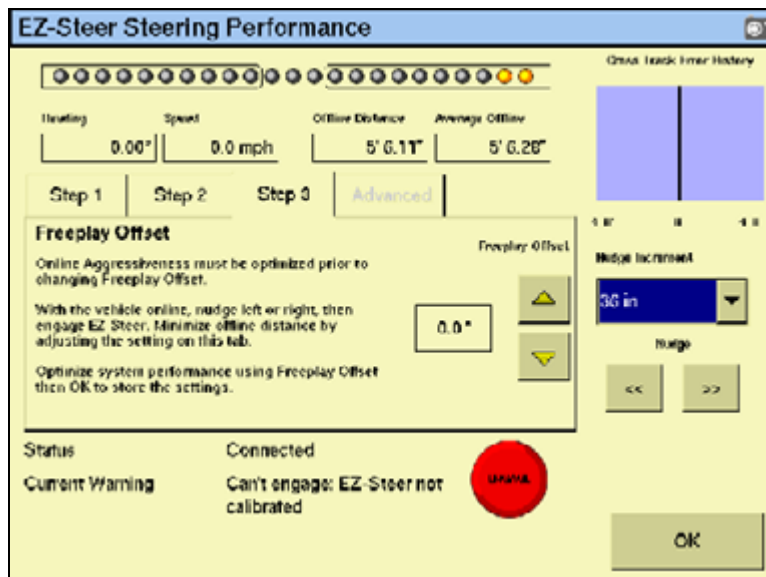 EZ-Steer Steering Performance
Cross Track Error History
Heading
Speed
Offline Distance
Average Offline
0.00°
0.0 mph
5' 6.11"
5' 6.28"
Step 1
Step 2
Step 3
Advanced
Freeplay Offset
Online Aggressiveness must be optimized prior to
changing Freeplay Offset.
With the vehicle online, nudge left or right, then
engage EZ Steer. Minimize offline distance by
adjusting the setting on this tab.
Optimize system performance using Freeplay Offset
then OK to store the settings.
Freeplay Offset
0.0°
Nudge Increment
36 in
Nudge
<<
>>
Status
Connected
Current Warning
Can't engage: EZ-Steer not
calibrated
OK